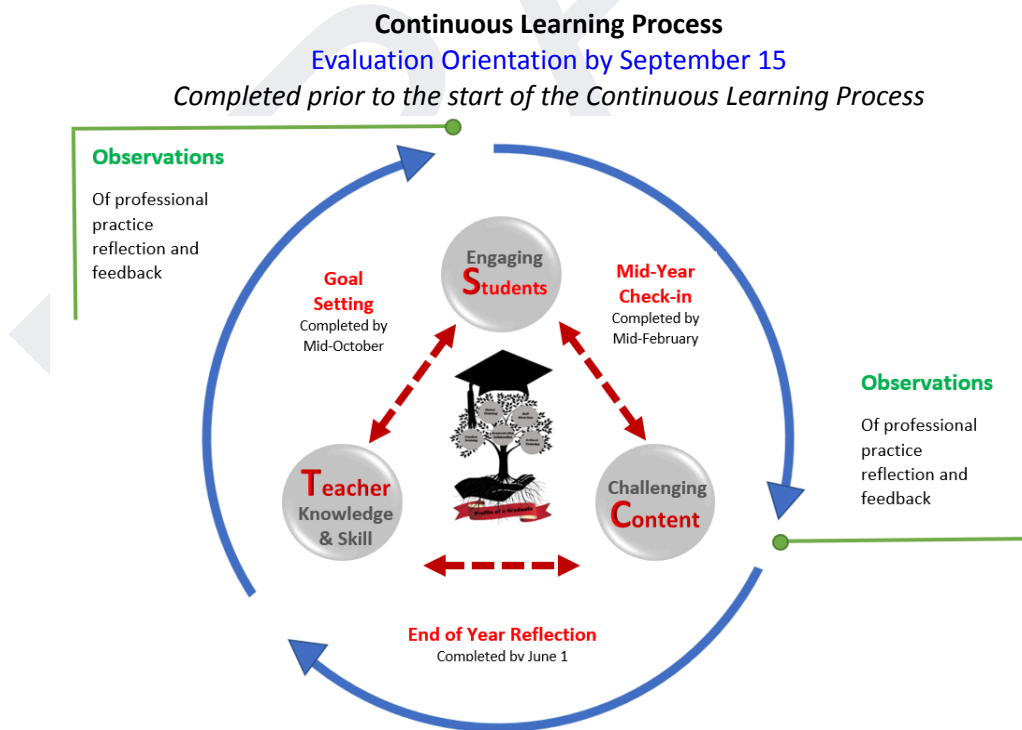 Continuous Learning Process
Evaluation Orientation by September 15
Completed prior to the start of the Continuous Learning Process
Observations
Of professional
practice
reflection and
feedback
Goal
Setting
Completed by
Mid-October
Engaging
Students
Mid-Year
Check-in
Completed by
Mid-February
Observations
Of professional
practice
reflection and
feedback
Teacher
Knowledge
& Skill
Challenging
Content
Profile of a Graduate
End of Year Reflection
Completed by June 1